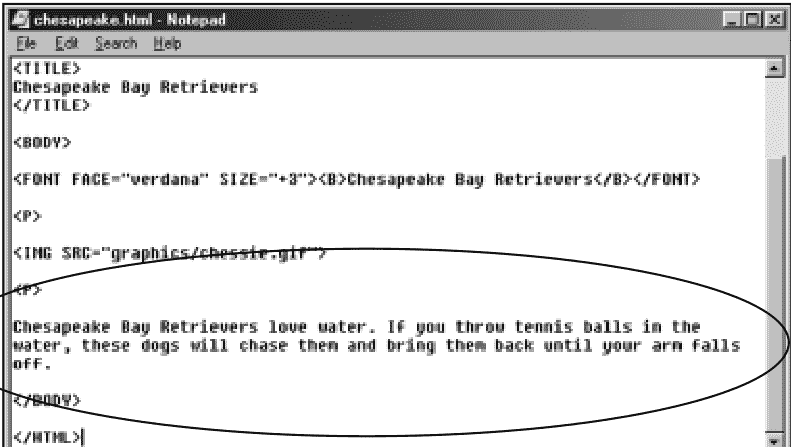 chesapeake.html - Notepad
File Edit Search Help
<TITLE>
Chesapeake Bay Retrievers
</TITLE>
<BODY>
<FONT FACE="verdana" SIZE="+3"><B>Chesapeake Bay Retrievers</B></FONT>
<P>
<IMG SRC="graphics/chessie.gif">
<P>
Chesapeake Bay Retrievers love water. If you throw tennis balls in the
water, these dogs will chase them and bring them back until your arm falls
off.
</BODY>
</HTML>